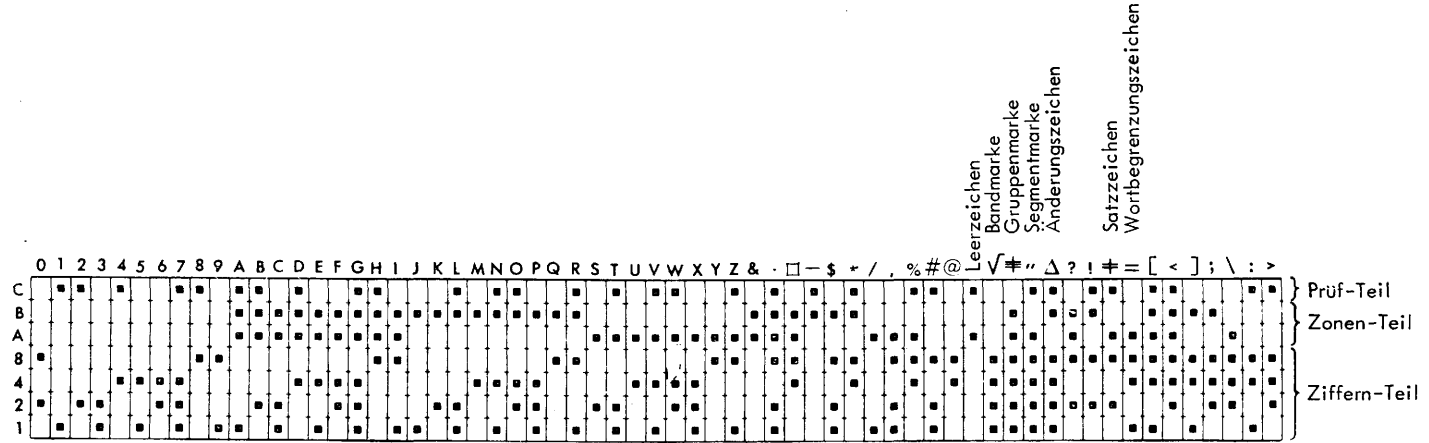 Leerzeichen
Bandmarke
Gruppenmarke
Segmentmarke
Änderungszeichen
Satzzeichen
Wortbegrenzungszeichen
0 1 2 3 4 5 6 7 8 9 A B C D E F G H I J K L M N O P Q R S T U V W X Y Z & · □ − $ * / , % # @ √ ⧧ " Δ ? ! ‡ = [ < ] ; \ : >
C
Prüf-Teil
B
Zonen-Teil
A
8
4
Ziffern-Teil
2
1